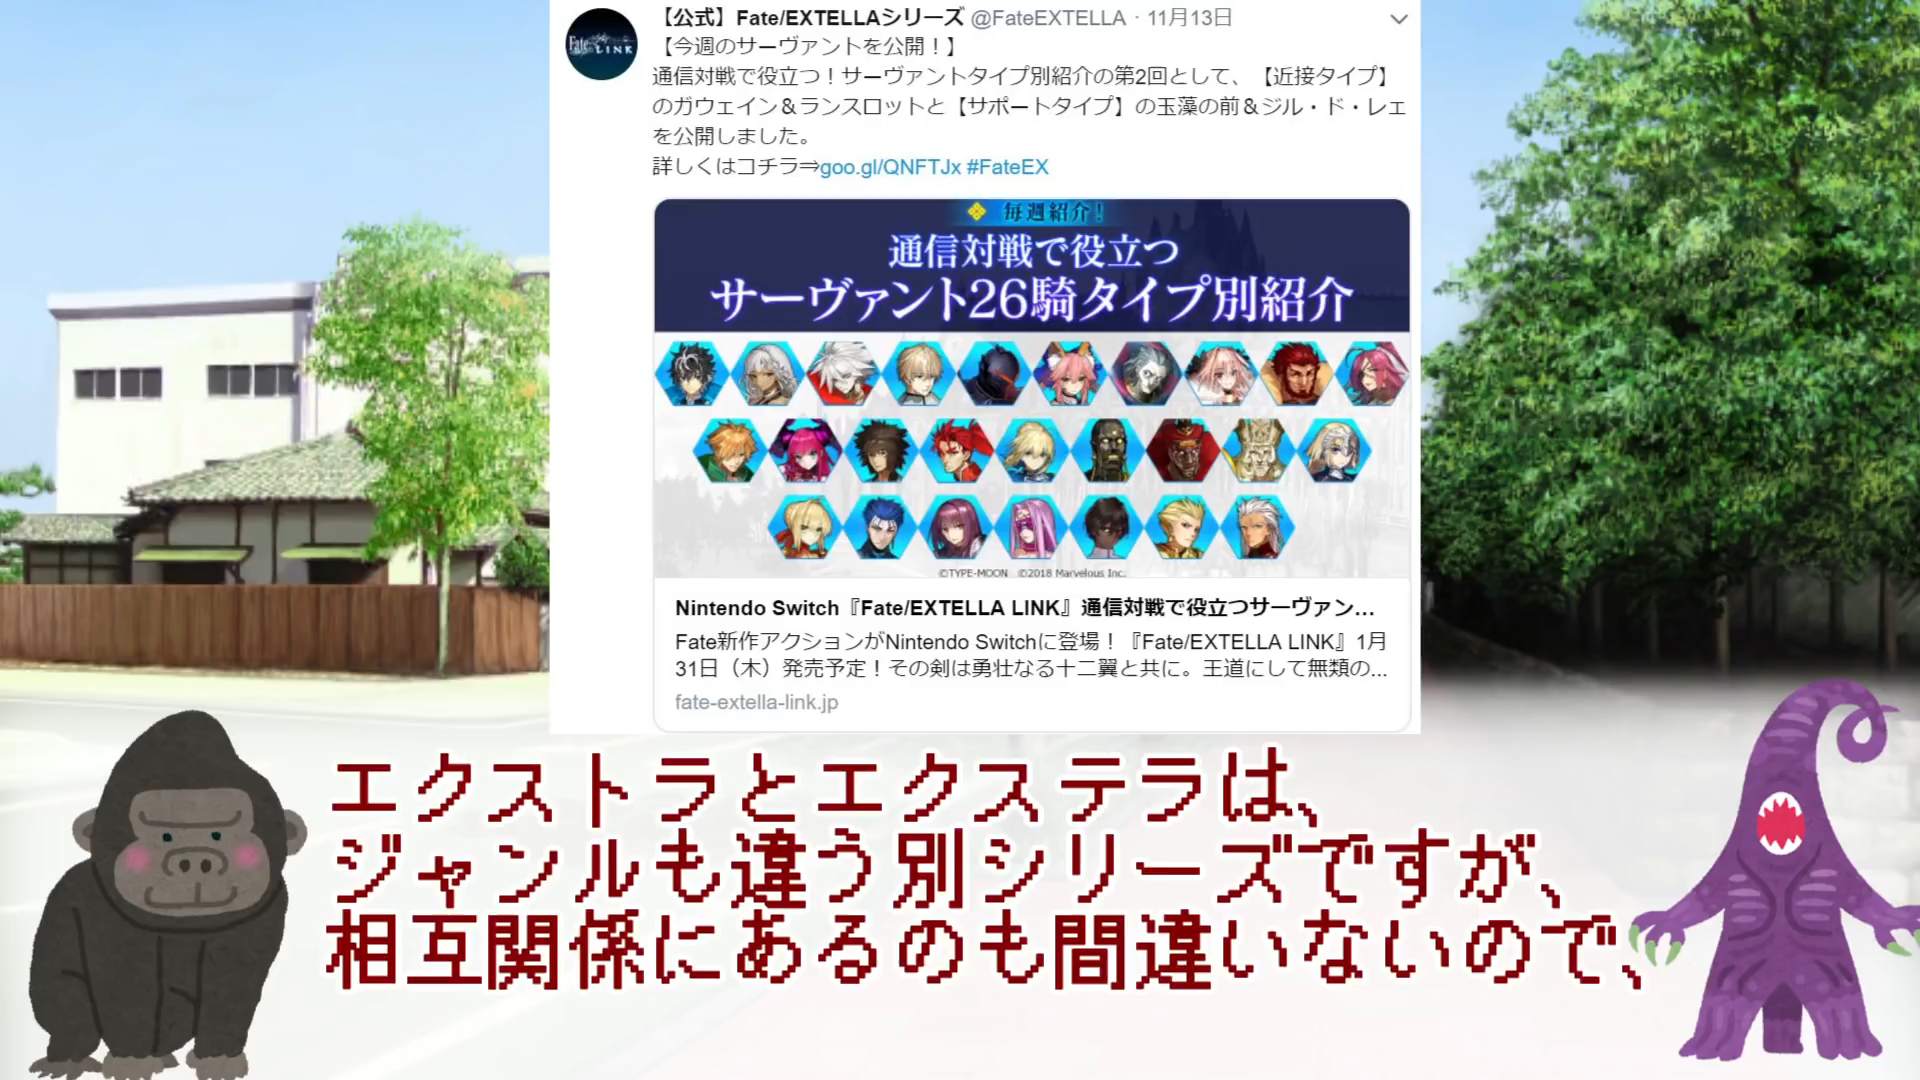 【公式】Fate/EXTELLAシリーズ @FateEXTELLA · 11月13日
【今週のサーヴァントを公開！】
通信対戦で役立つ！サーヴァントタイプ別紹介の第2回として、【近接タイプ】
のガウェイン＆ランスロットと【サポートタイプ】の玉藻の前＆ジル・ド・レェ
を公開しました。
詳しくはコチラ⇒goo.gl/QNFTJx #FateEX
Fate LINK
毎週紹介！
通信対戦で役立つ
サーヴァント26騎タイプ別紹介
©TYPE-MOON ©2018 Marvelous Inc.
Nintendo Switch『Fate/EXTELLA LINK』通信対戦で役立つサーヴァン...
Fate新作アクションがNintendo Switchに登場！『Fate/EXTELLA LINK』1月
31日（木）発売予定！その剣は勇壮なる十二翼と共に。王道にして無類の...
fate-extella-link.jp
エクストラとエクステラは、
ジャンルも違う別シリーズですが、
相互関係にあるのも間違いないので、